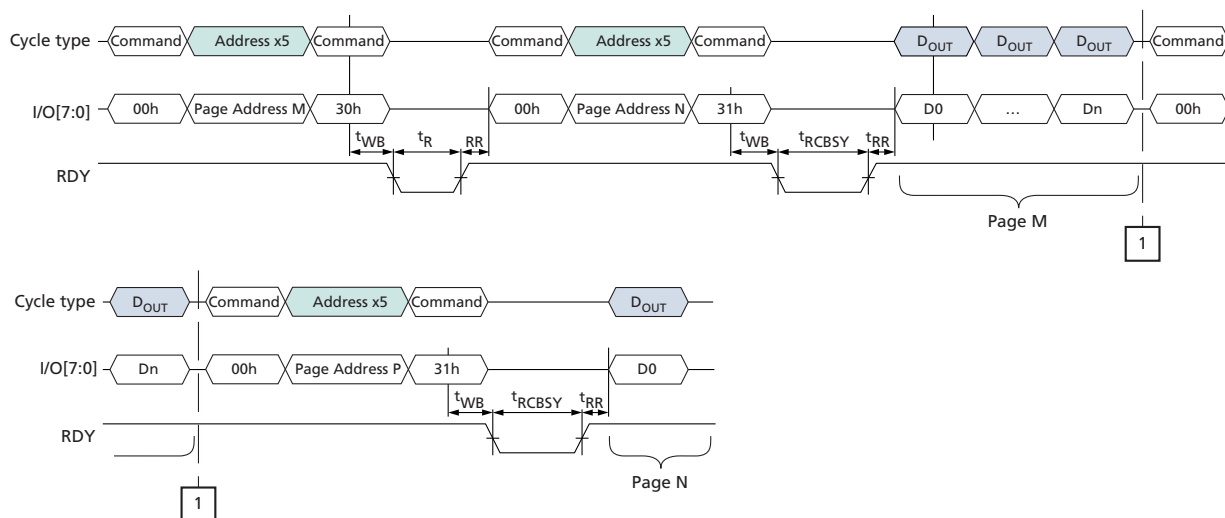 Cycle type Command Address x5 Command Command Address x5 Command DOUT DOUT DOUT Command
I/O[7:0] 00h Page Address M 30h 00h Page Address N 31h D0 … Dn 00h
tWB tR RR tWB tRCBSY tRR
RDY
Page M
1
Cycle type DOUT Command Address x5 Command DOUT
I/O[7:0] Dn 00h Page Address P 31h D0
tWB tRCBSY tRR
RDY
Page N
1